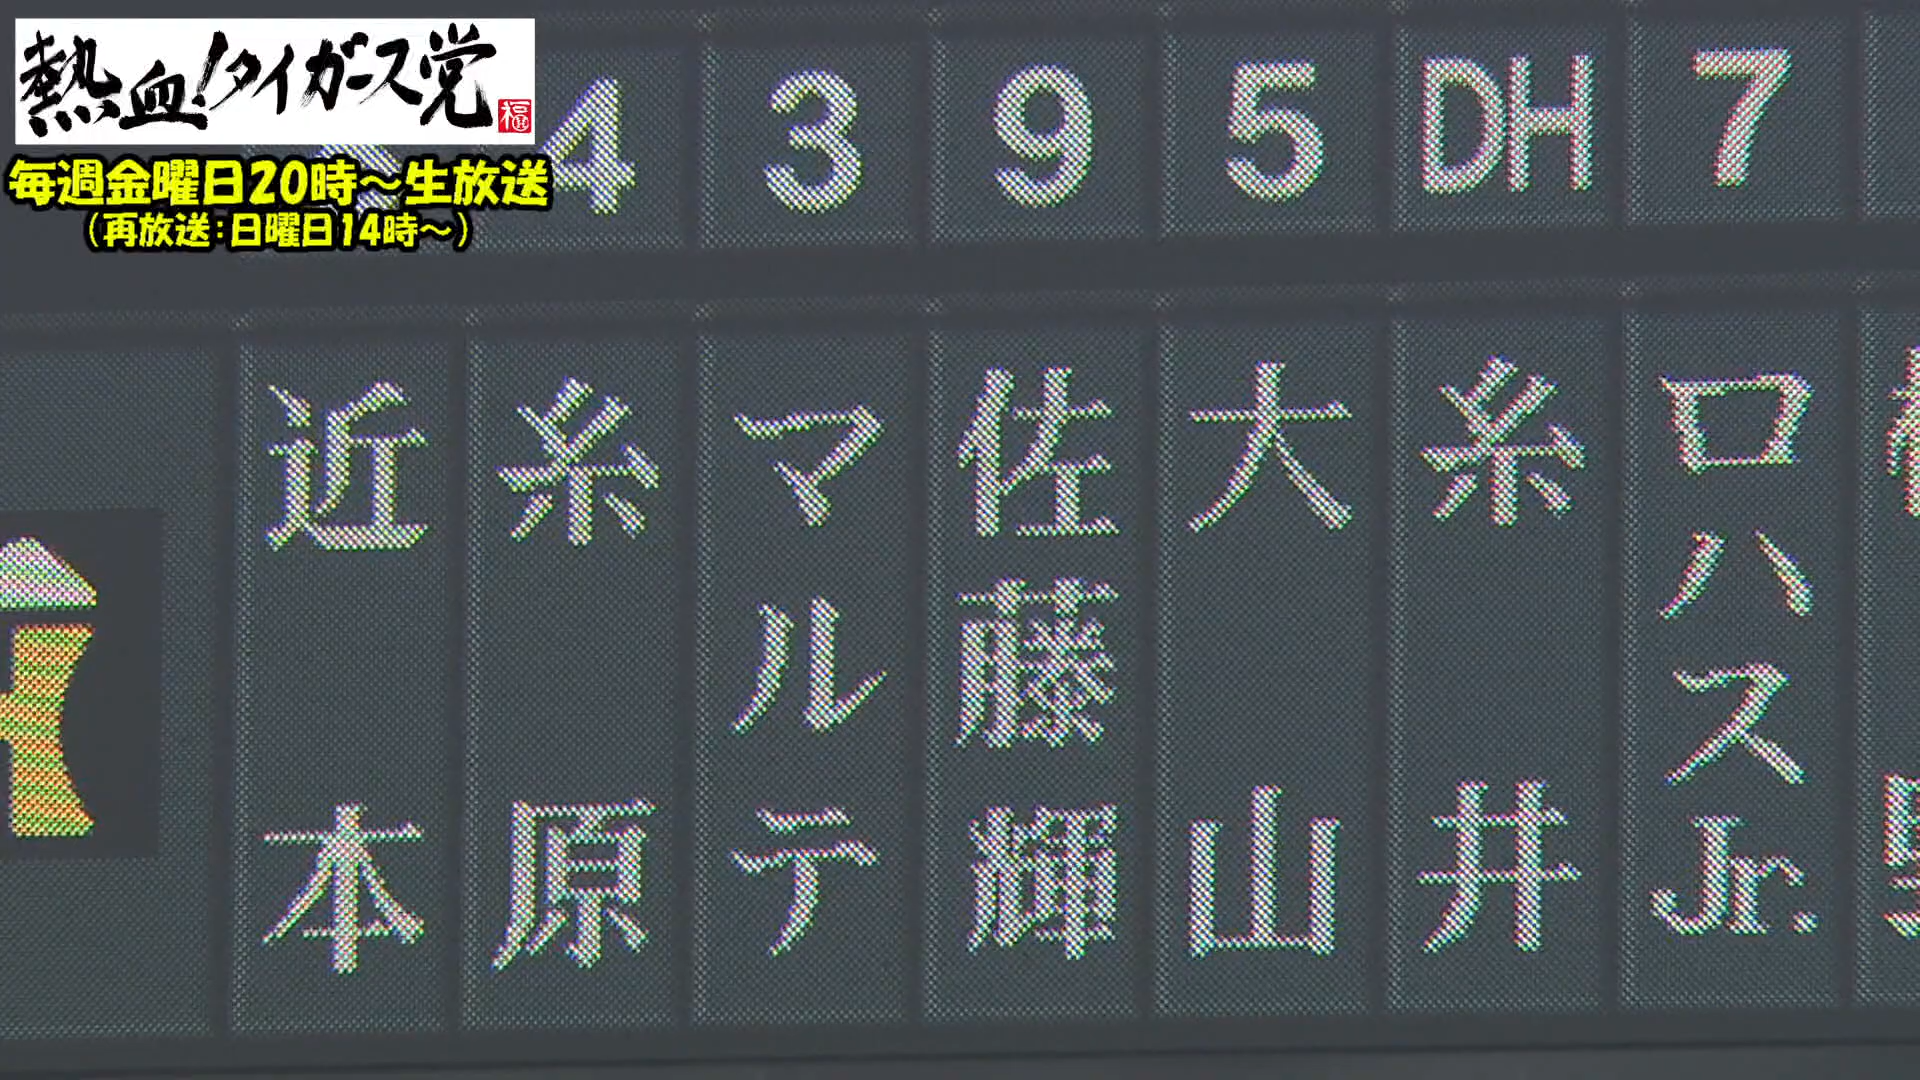 熱血!タイガース党
福
毎週金曜日20時〜生放送
(再放送:日曜日14時〜)
4 3 9 5 DH 7
近本
糸原
マルテ
佐藤輝
大山
糸井
ロハスJr.